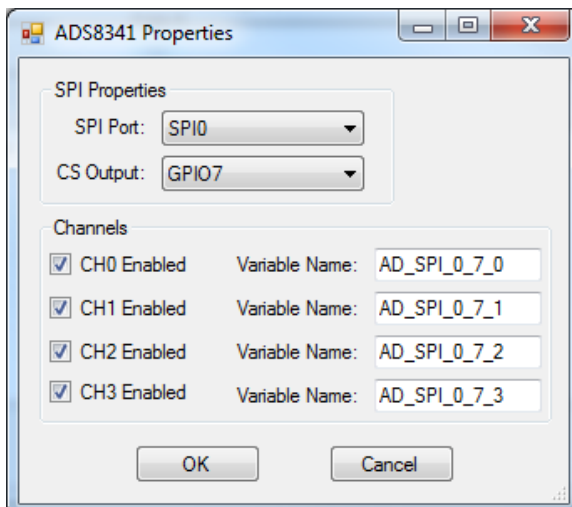 ADS8341 Properties
SPI Properties
SPI Port: SPI0
CS Output: GPIO7
Channels
CH0 Enabled Variable Name: AD_SPI_0_7_0
CH1 Enabled Variable Name: AD_SPI_0_7_1
CH2 Enabled Variable Name: AD_SPI_0_7_2
CH3 Enabled Variable Name: AD_SPI_0_7_3
OK Cancel